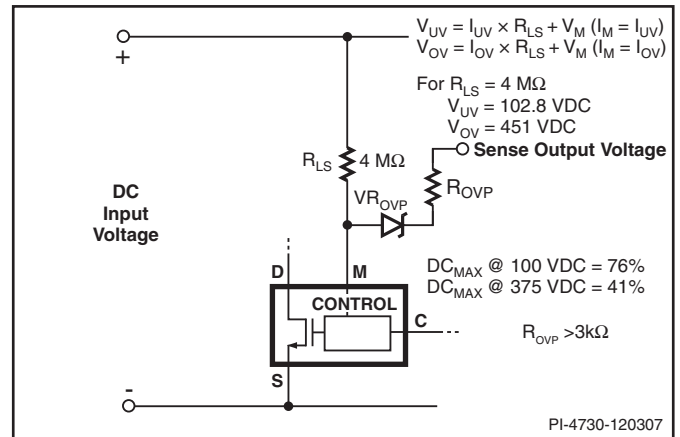 V_UV = I_UV × R_LS + V_M (I_M = I_UV)
V_OV = I_OV × R_LS + V_M (I_M = I_OV)
+
For R_LS = 4 MΩ
V_UV = 102.8 VDC
V_OV = 451 VDC
Sense Output Voltage
R_LS
4 MΩ
R_OVP
VR_OVP
DC
Input
Voltage
D
M
DC_MAX @ 100 VDC = 76%
DC_MAX @ 375 VDC = 41%
CONTROL
C
R_OVP >3kΩ
S
-
PI-4730-120307